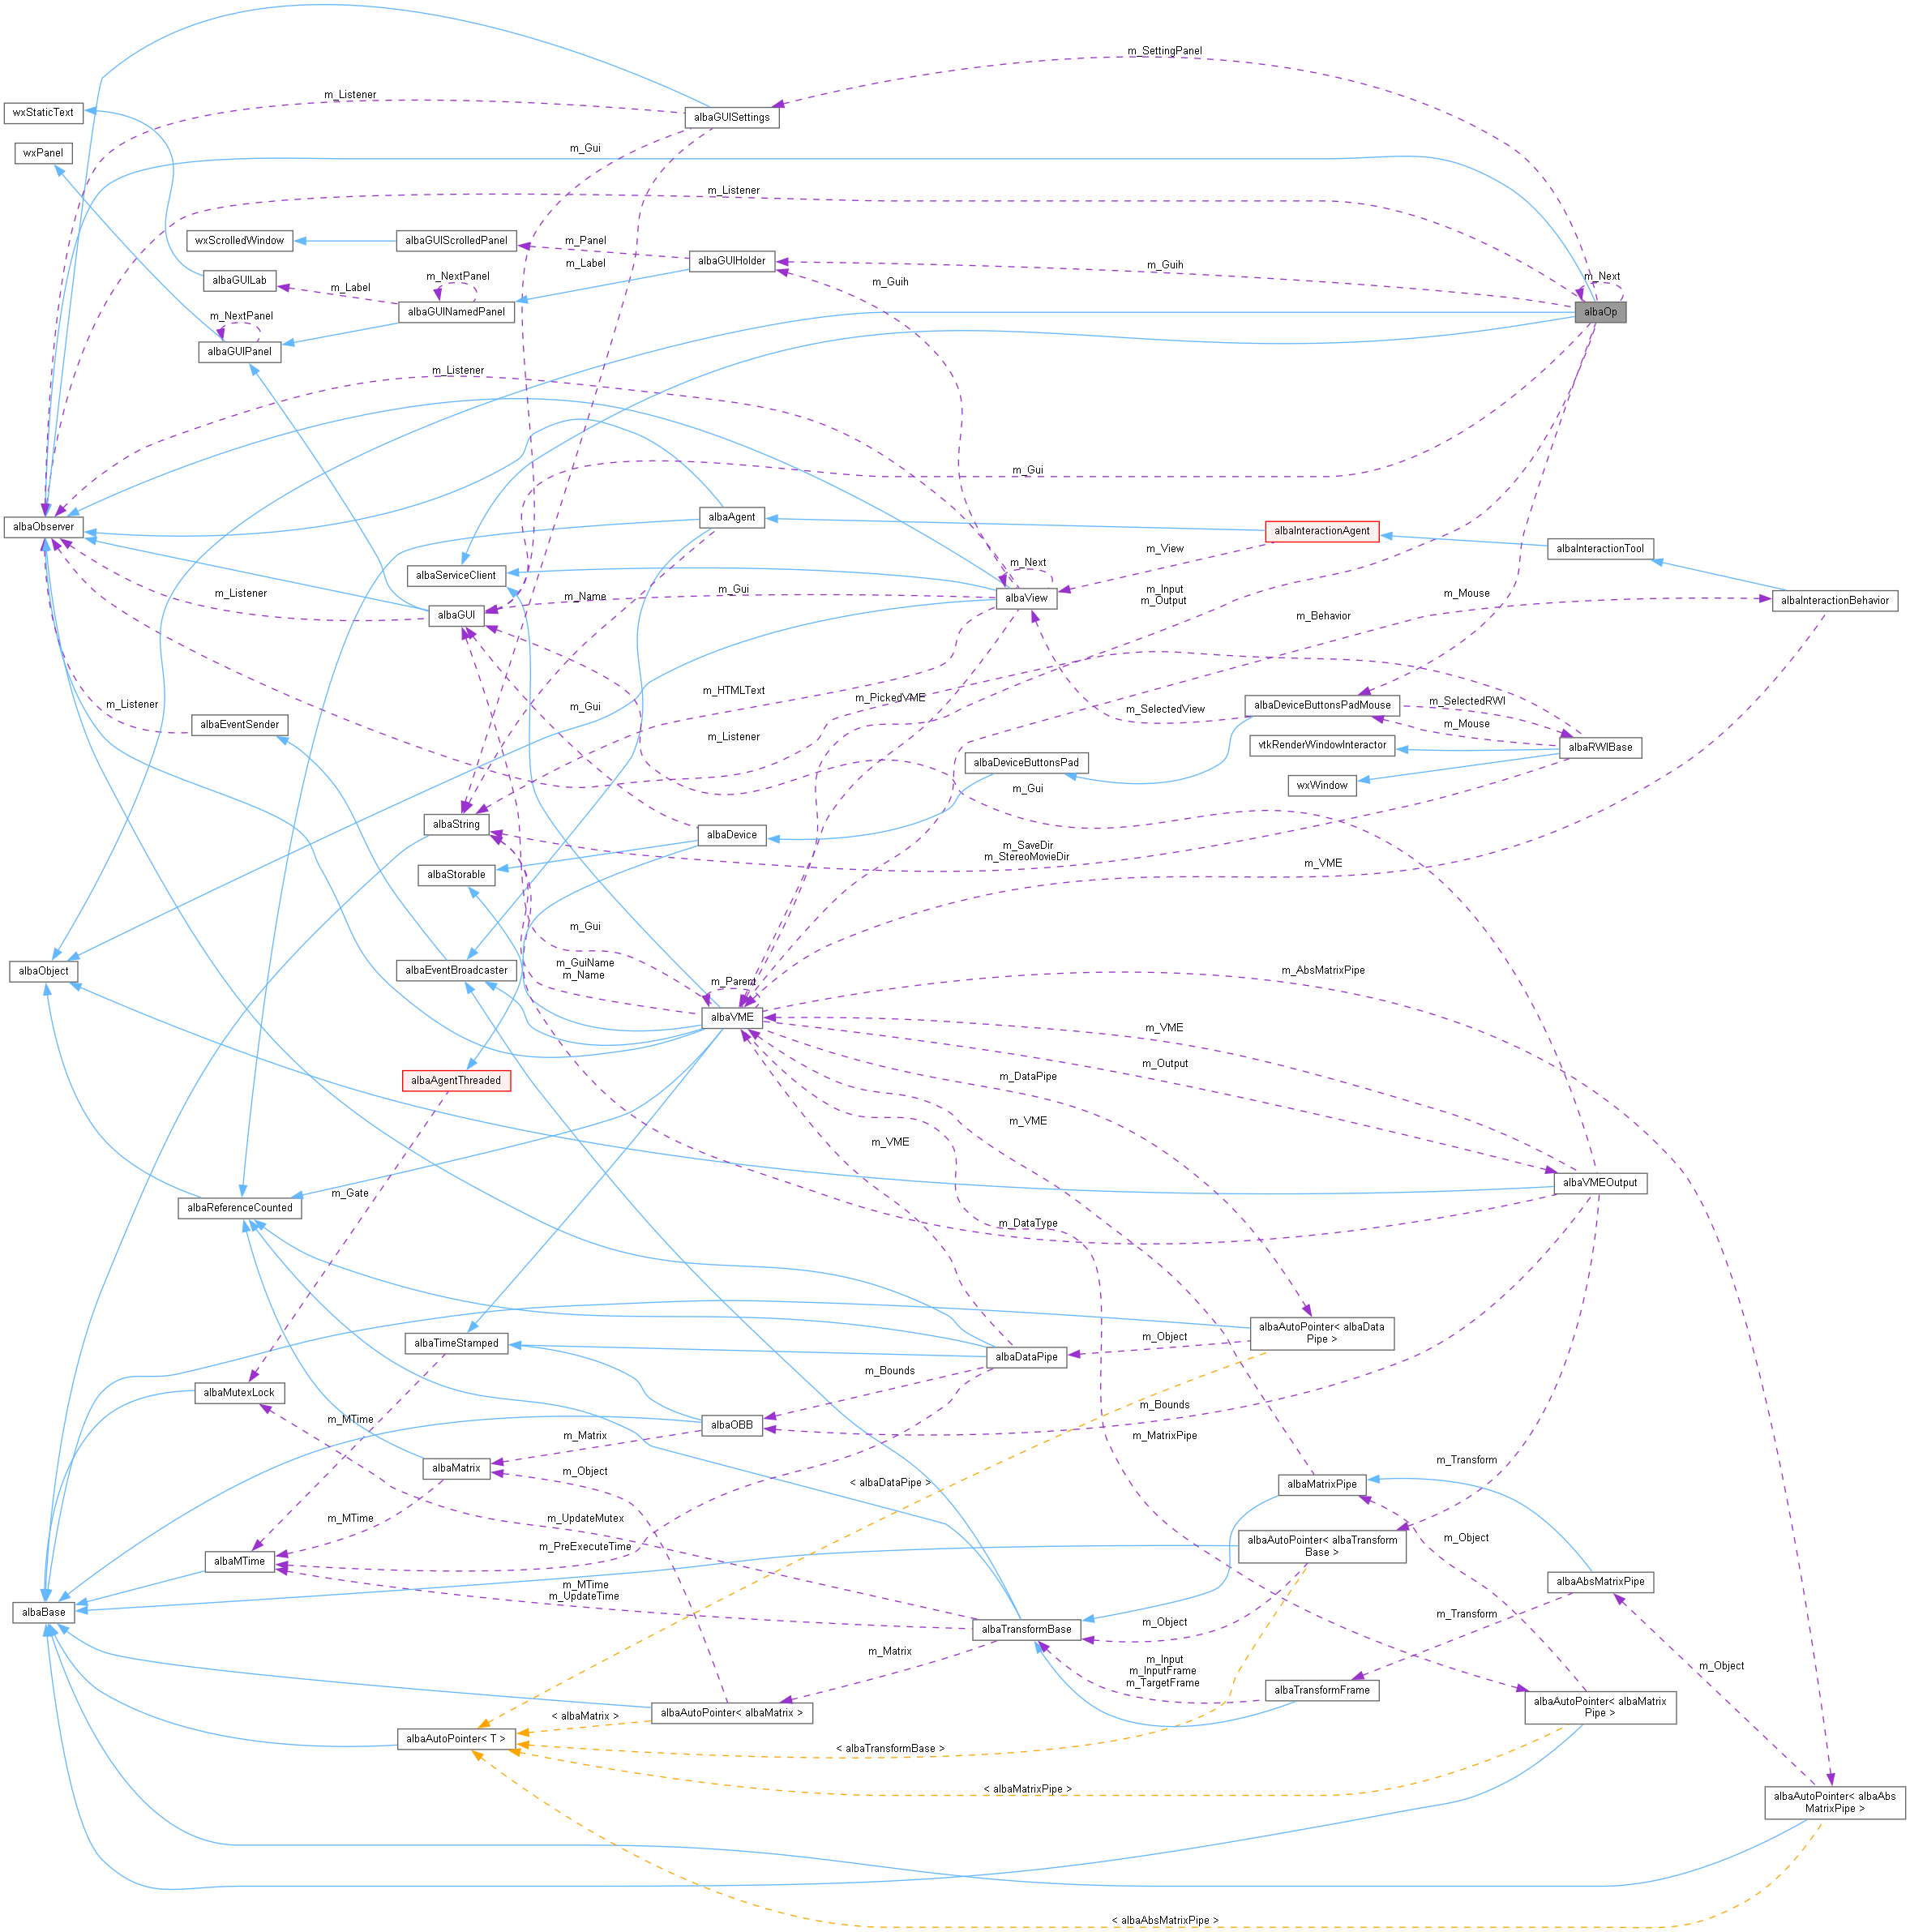 m_SettingPanel
m_Listener
wxStaticText
albaGUISettings
m_Gui
wxPanel
m_Listener
wxScrolledWindow
albaGUIScrolledPanel
m_Panel
albaGUIHolder
m_Guih
m_Label
m_NextPanel
albaGUILab
m_Label
m_Guih
m_Next
albaGUINamedPanel
albaOp
m_NextPanel
albaGUIPanel
m_Listener
m_Gui
albaObserver
albaAgent
albaInteractionAgent
albaInteractionTool
m_View
m_Next
albaServiceClient
m_Listener
m_Name
m_Gui
m_Input
m_Output
m_Mouse
albaView
albaInteractionBehavior
albaGUI
m_Behavior
m_HTMLText
m_PickedVME
m_Listener
m_Gui
m_SelectedView
albaDeviceButtonsPadMouse
m_SelectedRWI
albaEventSender
m_Mouse
m_Listener
vtkRenderWindowInteractor
albaRWIBase
albaDeviceButtonsPad
wxWindow
m_Gui
albaString
albaDevice
m_SaveDir
m_StereoMovieDir
m_VME
albaStorable
m_Gui
albaObject
albaEventBroadcaster
m_GuiName
m_Name
m_Parent
m_AbsMatrixPipe
albaVME
m_VME
m_Output
albaAgentThreaded
m_DataPipe
m_VME
m_VME
m_Gate
albaVMEOutput
albaReferenceCounted
m_DataType
albaAutoPointer< albaData
Pipe >
albaTimeStamped
m_Object
albaDataPipe
m_Bounds
albaMutexLock
m_Bounds
m_MTime
albaOBB
m_Matrix
m_MatrixPipe
m_Transform
albaMatrix
m_Object
< albaDataPipe >
albaMatrixPipe
m_MTime
m_UpdateMutex
m_Object
albaAutoPointer< albaTransform
Base >
m_PreExecuteTime
albaMTime
albaAbsMatrixPipe
m_MTime
m_UpdateTime
albaBase
m_Transform
albaTransformBase
m_Object
m_Matrix
m_Input
m_InputFrame
m_TargetFrame
m_Object
albaTransformFrame
albaAutoPointer< albaMatrix >
albaAutoPointer< albaMatrix
Pipe >
< albaMatrix >
albaAutoPointer< T >
< albaTransformBase >
< albaMatrixPipe >
albaAutoPointer< albaAbs
MatrixPipe >
< albaAbsMatrixPipe >